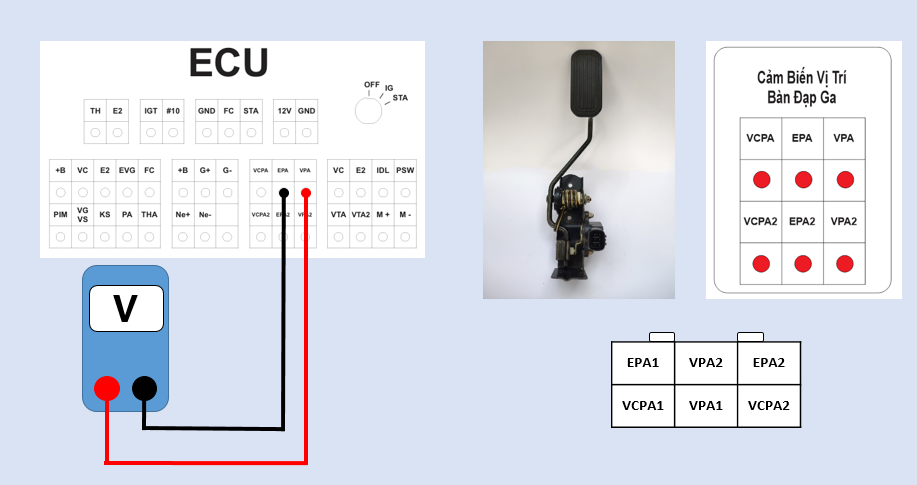 ECU
OFF
IG
STA
TH E2 IGT #10 GND FC STA 12V GND
+B VC E2 EVG FC +B G+ G- VCPA EPA VPA VC E2 IDL PSW
PIM VG VS KS PA THA Ne+ Ne- VCPA2 VTA VTA2 M + M -
V
Cảm Biến Vị Trí
Bàn Đạp Ga
VCPA EPA VPA
VCPA2 EPA2 VPA2
EPA1 VPA2 EPA2
VCPA1 VPA1 VCPA2